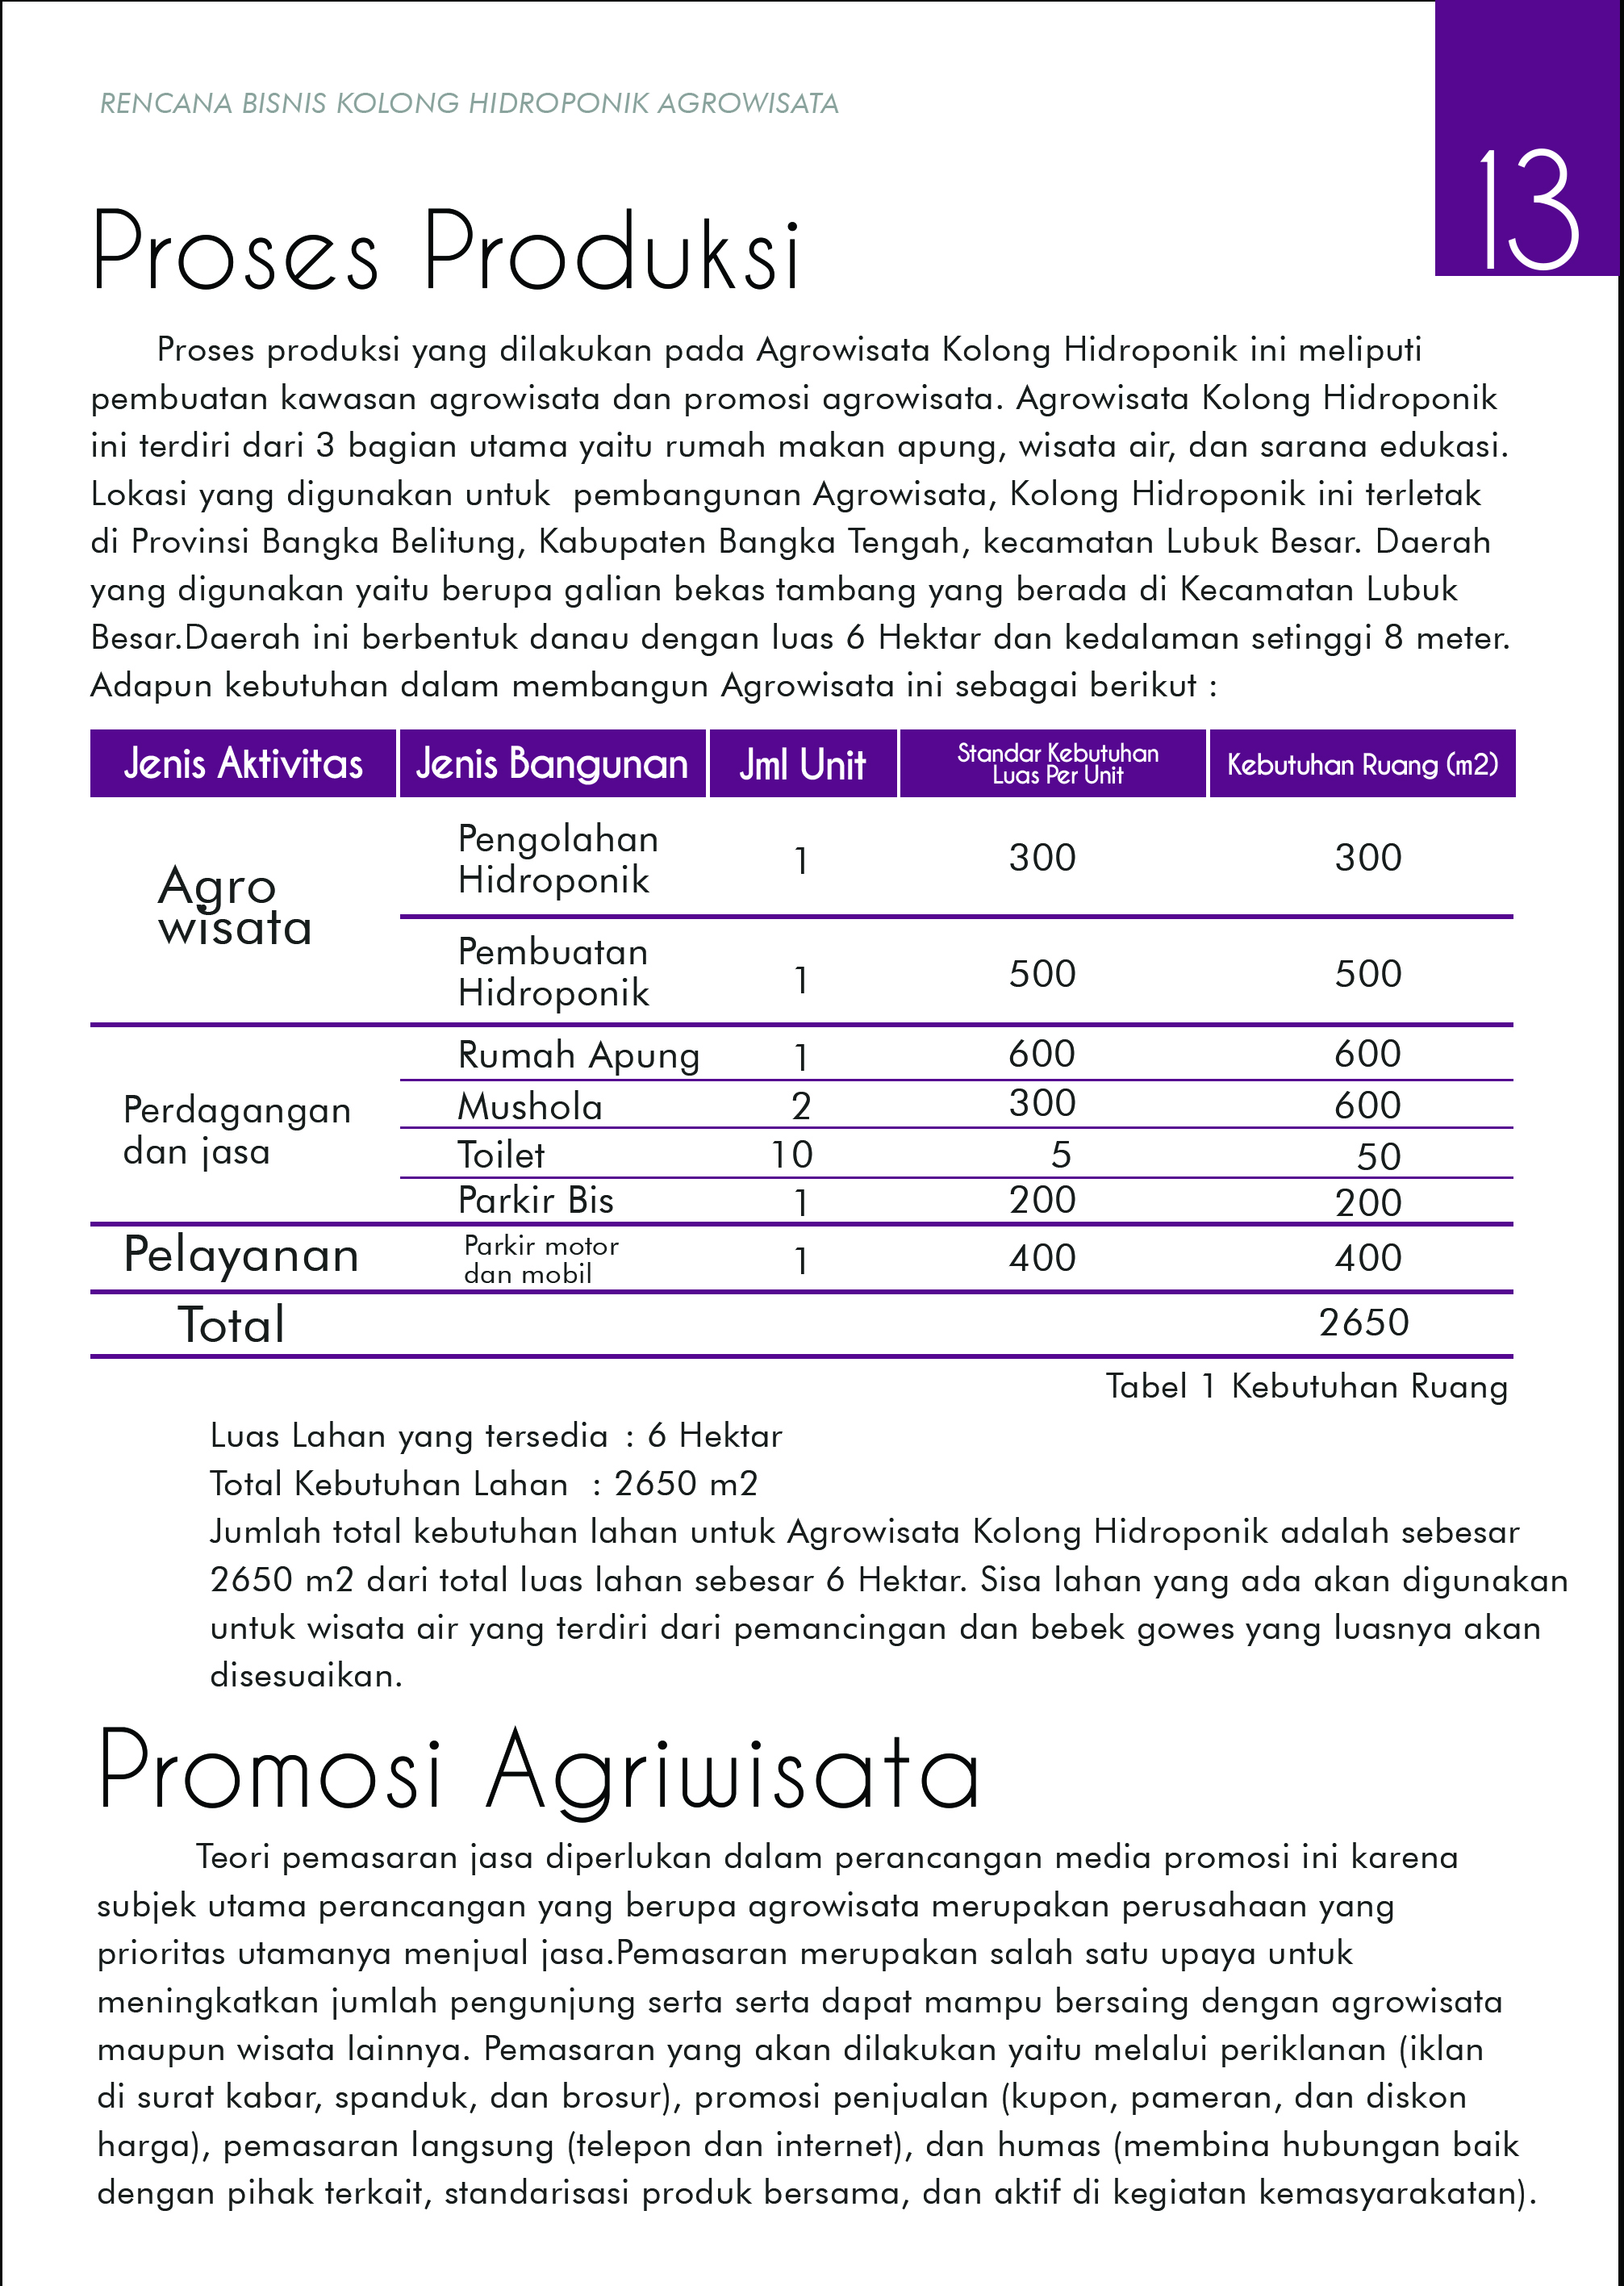 RENCANA BISNIS KOLONG HIDROPONIK AGROWISATA
13
Proses Produksi
Proses produksi yang dilakukan pada Agrowisata Kolong Hidroponik ini meliputi
pembuatan kawasan agrowisata dan promosi agrowisata. Agrowisata Kolong Hidroponik
ini terdiri dari 3 bagian utama yaitu rumah makan apung, wisata air, dan sarana edukasi.
Lokasi yang digunakan untuk  pembangunan Agrowisata, Kolong Hidroponik ini terletak
di Provinsi Bangka Belitung, Kabupaten Bangka Tengah, kecamatan Lubuk Besar. Daerah
yang digunakan yaitu berupa galian bekas tambang yang berada di Kecamatan Lubuk
Besar.Daerah ini berbentuk danau dengan luas 6 Hektar dan kedalaman setinggi 8 meter.
Adapun kebutuhan dalam membangun Agrowisata ini sebagai berikut :
Jenis Aktivitas Jenis Bangunan Jml Unit Standar Kebutuhan Luas Per Unit Kebutuhan Ruang (m2)
Agro
wisata
Pengolahan
Hidroponik 1 300 300
Pembuatan
Hidroponik 1 500 500
Perdagangan
dan jasa
Rumah Apung 1 600 600
Mushola 2 300 600
Toilet 10 5 50
Parkir Bis 1 200 200
Pelayanan
Parkir motor
dan mobil 1 400 400
Total 2650
Tabel 1 Kebutuhan Ruang
Luas Lahan yang tersedia : 6 Hektar
Total Kebutuhan Lahan  : 2650 m2
Jumlah total kebutuhan lahan untuk Agrowisata Kolong Hidroponik adalah sebesar
2650 m2 dari total luas lahan sebesar 6 Hektar. Sisa lahan yang ada akan digunakan
untuk wisata air yang terdiri dari pemancingan dan bebek gowes yang luasnya akan
disesuaikan.
Promosi Agriwisata
Teori pemasaran jasa diperlukan dalam perancangan media promosi ini karena
subjek utama perancangan yang berupa agrowisata merupakan perusahaan yang
prioritas utamanya menjual jasa.Pemasaran merupakan salah satu upaya untuk
meningkatkan jumlah pengunjung serta serta dapat mampu bersaing dengan agrowisata
maupun wisata lainnya. Pemasaran yang akan dilakukan yaitu melalui periklanan (iklan
di surat kabar, spanduk, dan brosur), promosi penjualan (kupon, pameran, dan diskon
harga), pemasaran langsung (telepon dan internet), dan humas (membina hubungan baik
dengan pihak terkait, standarisasi produk bersama, dan aktif di kegiatan kemasyarakatan).